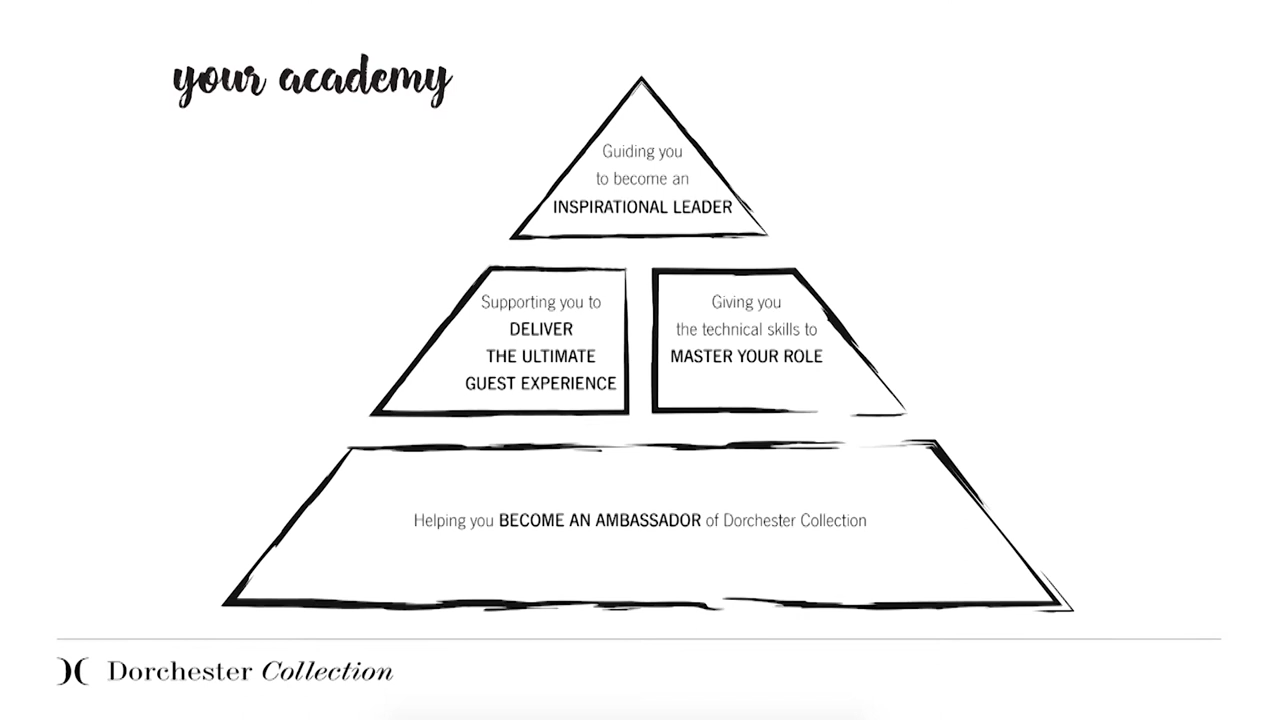 your academy
Guiding you
to become an
INSPIRATIONAL LEADER
Supporting you to
DELIVER
THE ULTIMATE
GUEST EXPERIENCE
Giving you
the technical skills to
MASTER YOUR ROLE
Helping you BECOME AN AMBASSADOR of Dorchester Collection
Dorchester Collection